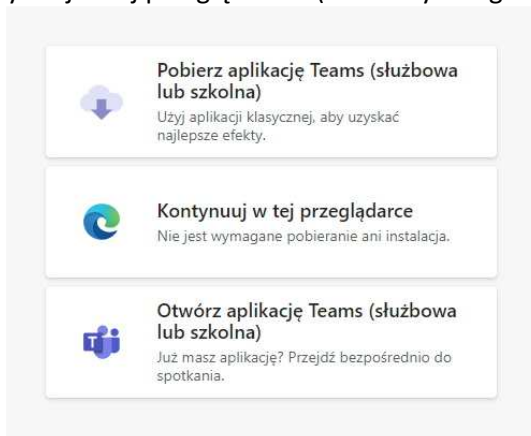 Pobierz aplikację Teams (służbowa
lub szkolna)
Użyj aplikacji klasycznej, aby uzyskać
najlepsze efekty.
Kontynuuj w tej przeglądarce
Nie jest wymagane pobieranie ani instalacja.
Otwórz aplikację Teams (służbowa
lub szkolna)
Już masz aplikację? Przejdź bezpośrednio do
spotkania.